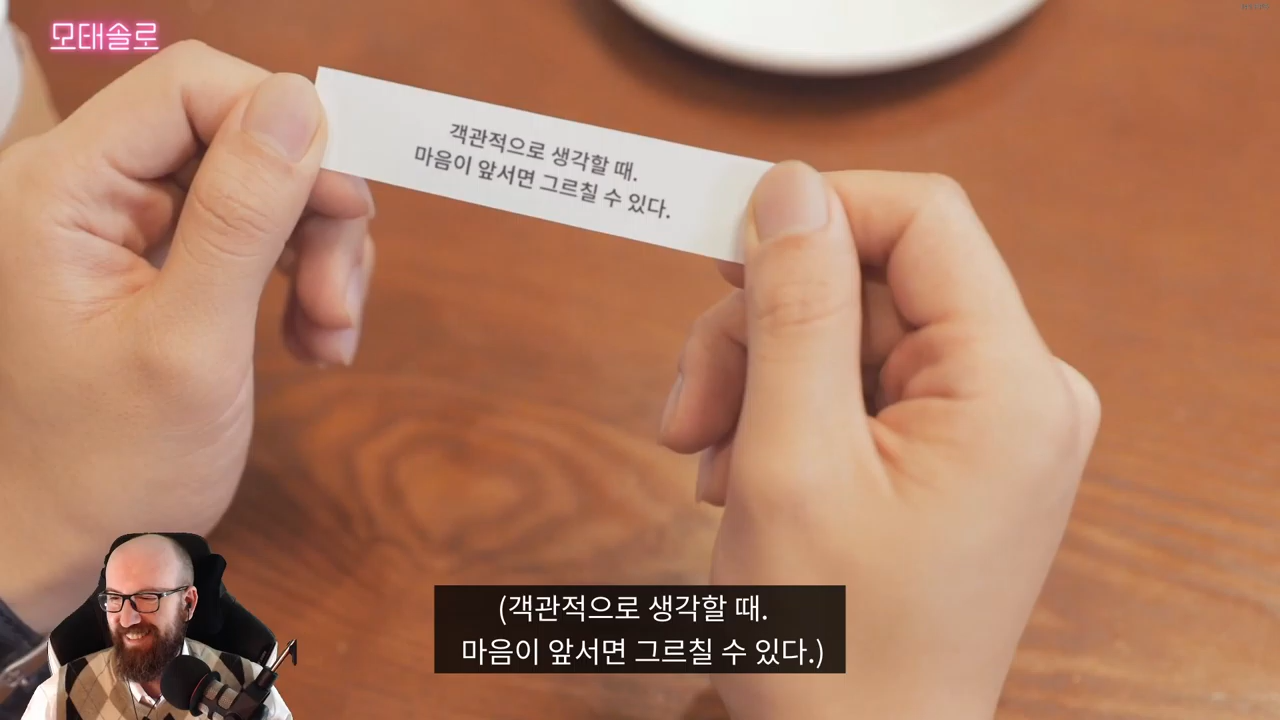 모태솔로
객관적으로 생각할 때.
마음이 앞서면 그르칠 수 있다.
(객관적으로 생각할 때.
마음이 앞서면 그르칠 수 있다.)